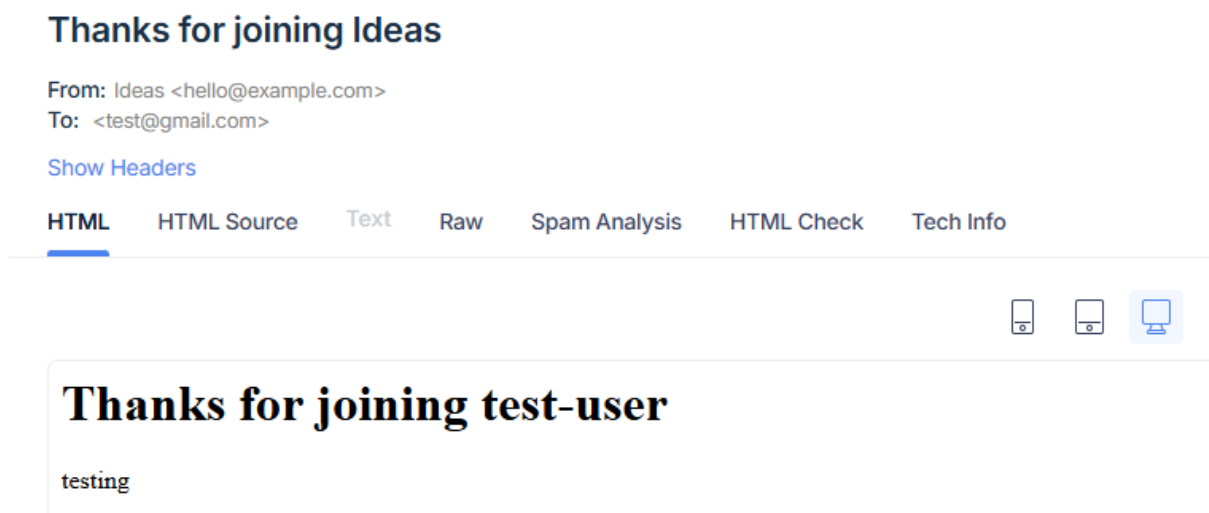 Thanks for joining Ideas
From: Ideas <hello@example.com>
To: <test@gmail.com>
Show Headers
HTML HTML Source Text Raw Spam Analysis HTML Check Tech Info
Thanks for joining test-user
testing